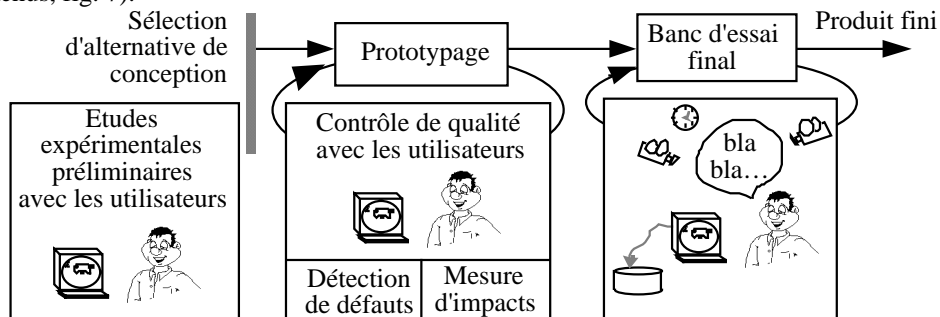 Sélection
d'alternative de
conception
Prototypage
Banc d'essai
final
Produit fini
Etudes
expérimentales
préliminaires
avec les utilisateurs
Contrôle de qualité
avec les utilisateurs
Détection
de défauts
Mesure
d'impacts
bla
bla…